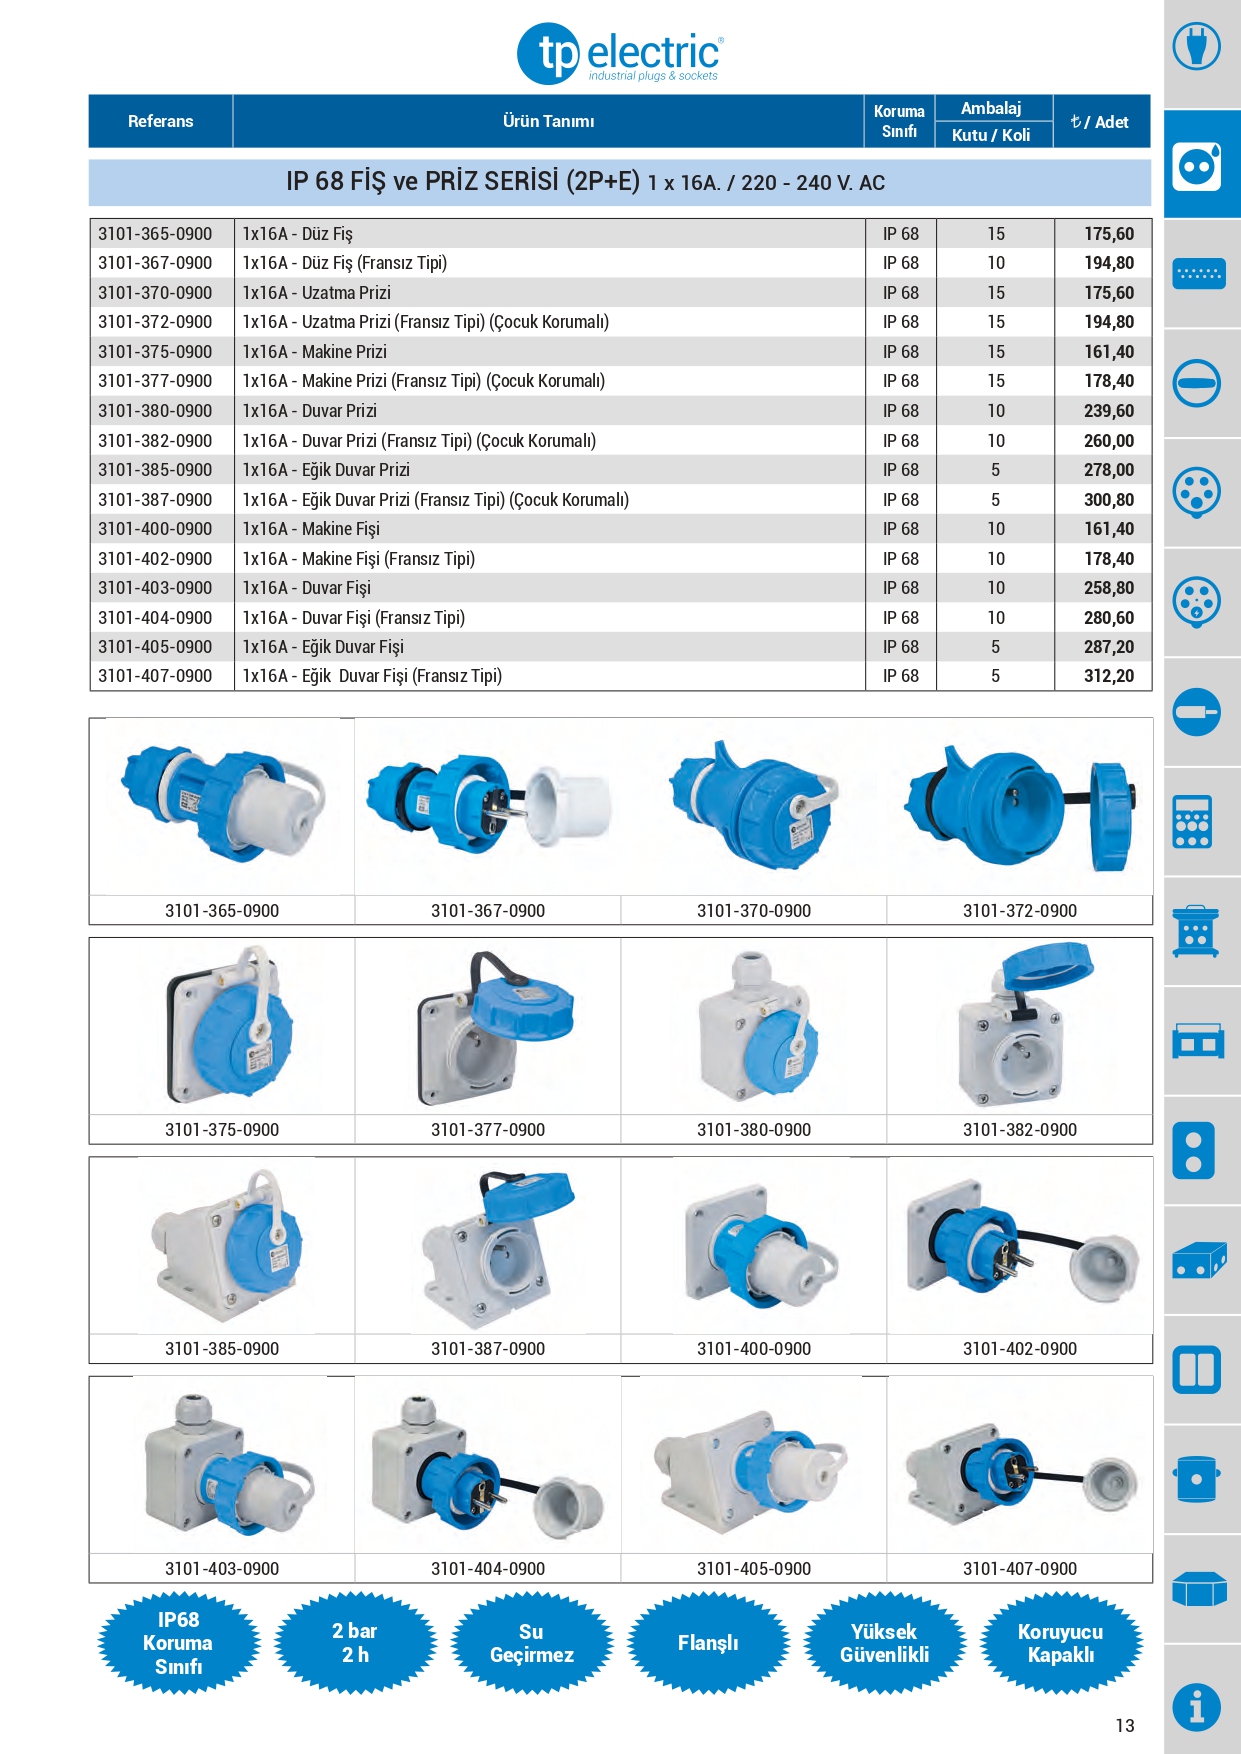 tp electric®
industrial plugs & sockets
Referans Ürün Tanımı Koruma Sınıfı Ambalaj Kutu / Koli ₺ / Adet
IP 68 FİŞ ve PRİZ SERİSİ (2P+E) 1 x 16A. / 220 - 240 V. AC
3101-365-0900 1x16A - Düz Fiş IP 68 15 175,60
3101-367-0900 1x16A - Düz Fiş (Fransız Tipi) IP 68 10 194,80
3101-370-0900 1x16A - Uzatma Prizi IP 68 15 175,60
3101-372-0900 1x16A - Uzatma Prizi (Fransız Tipi) (Çocuk Korumalı) IP 68 15 194,80
3101-375-0900 1x16A - Makine Prizi IP 68 15 161,40
3101-377-0900 1x16A - Makine Prizi (Fransız Tipi) (Çocuk Korumalı) IP 68 15 178,40
3101-380-0900 1x16A - Duvar Prizi IP 68 10 239,60
3101-382-0900 1x16A - Duvar Prizi (Fransız Tipi) (Çocuk Korumalı) IP 68 10 260,00
3101-385-0900 1x16A - Eğik Duvar Prizi IP 68 5 278,00
3101-387-0900 1x16A - Eğik Duvar Prizi (Fransız Tipi) (Çocuk Korumalı) IP 68 5 300,80
3101-400-0900 1x16A - Makine Fişi IP 68 10 161,40
3101-402-0900 1x16A - Makine Fişi (Fransız Tipi) IP 68 10 178,40
3101-403-0900 1x16A - Duvar Fişi IP 68 10 258,80
3101-404-0900 1x16A - Duvar Fişi (Fransız Tipi) IP 68 10 280,60
3101-405-0900 1x16A - Eğik Duvar Fişi IP 68 5 287,20
3101-407-0900 1x16A - Eğik Duvar Fişi (Fransız Tipi) IP 68 5 312,20
3101-365-0900 3101-367-0900 3101-370-0900 3101-372-0900
3101-375-0900 3101-377-0900 3101-380-0900 3101-382-0900
3101-385-0900 3101-387-0900 3101-400-0900 3101-402-0900
3101-403-0900 3101-404-0900 3101-405-0900 3101-407-0900
IP68
Koruma
Sınıfı
2 bar
2 h
Su
Geçirmez
Flanşlı
Yüksek
Güvenlikli
Koruyucu
Kapaklı
13